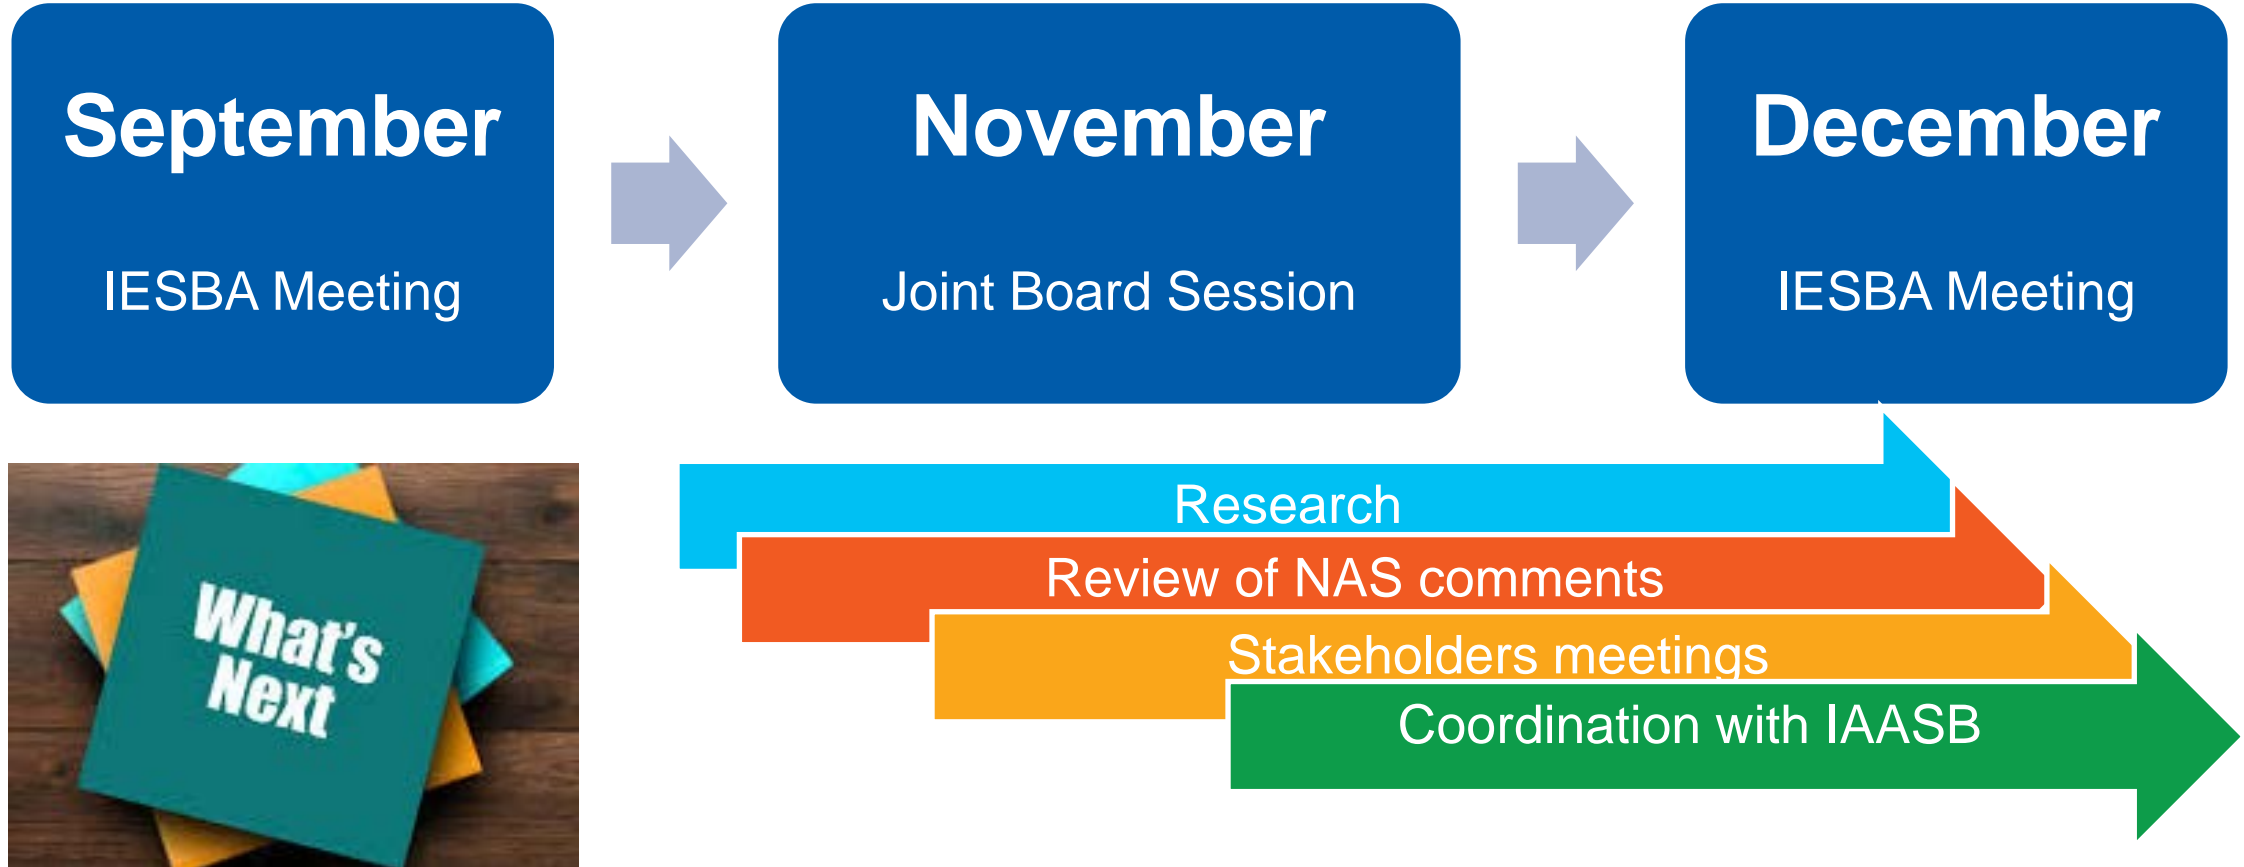 September
IESBA Meeting
November
Joint Board Session
December
IESBA Meeting
What's
Next
Research
Review of NAS comments
Stakeholders meetings
Coordination with IAASB